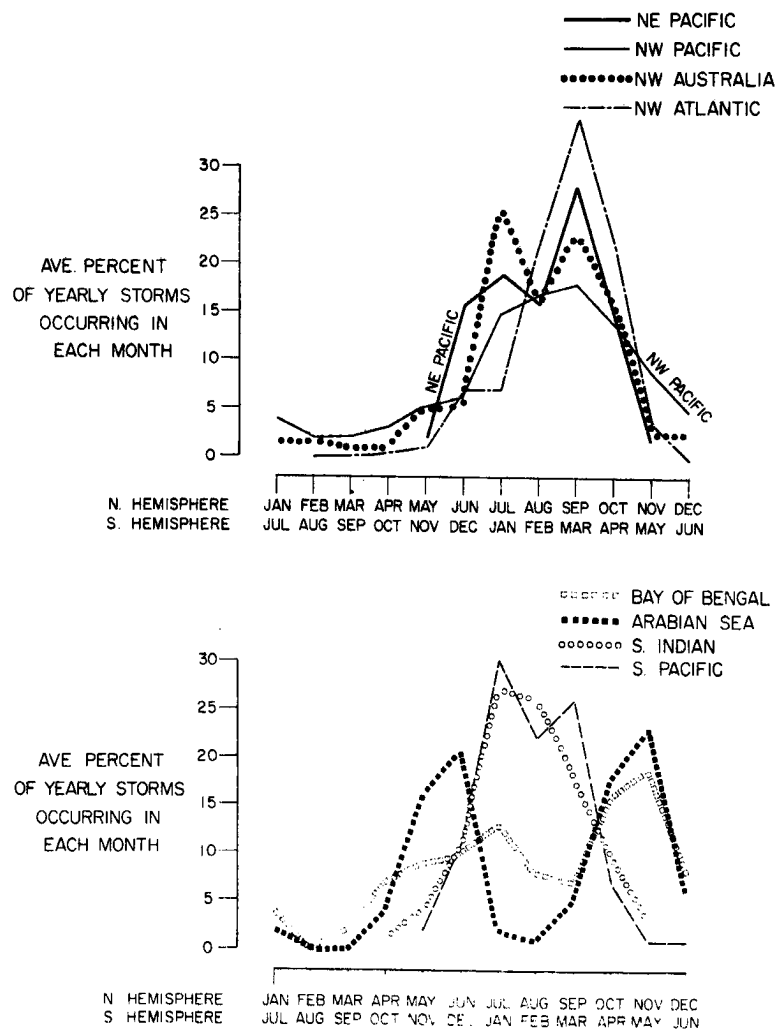 NE PACIFIC
NW PACIFIC
NW AUSTRALIA
NW ATLANTIC
30
25
20
15
10
5
0
AVE. PERCENT
OF YEARLY STORMS
OCCURRING IN
EACH MONTH
NE PACIFIC
NW PACIFIC
N. HEMISPHERE JAN FEB MAR APR MAY JUN JUL AUG SEP OCT NOV DEC
S. HEMISPHERE JUL AUG SEP OCT NOV DEC JAN FEB MAR APR MAY JUN
BAY OF BENGAL
ARABIAN SEA
S. INDIAN
S. PACIFIC
30
25
20
15
10
5
0
AVE PERCENT
OF YEARLY STORMS
OCCURRING IN
EACH MONTH
N HEMISPHERE JAN FEB MAR APR MAY JUN JUL AUG SEP OCT NOV DEC
S HEMISPHERE JUL AUG SEP OCT NOV DEC JAN FEB MAR APR MAY JUN